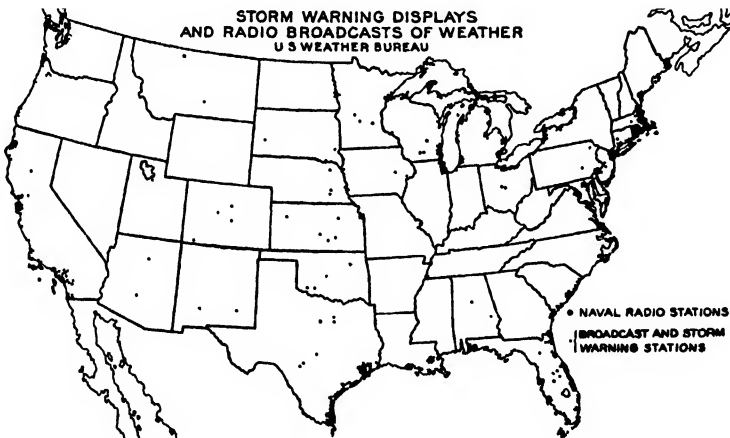 STORM WARNING DISPLAYS
AND RADIO BROADCASTS OF WEATHER
U S WEATHER BUREAU
NAVAL RADIO STATIONS
BROADCAST AND STORM
WARNING STATIONS